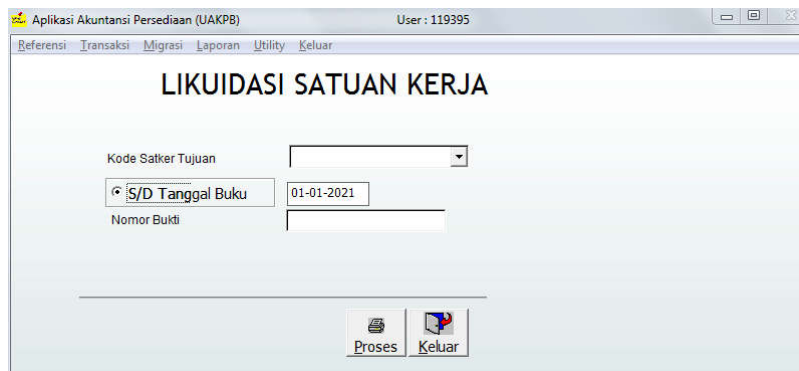 Aplikasi Akuntansi Persediaan (UAKPB) User : 119395
Referensi Transaksi Migrasi Laporan Utility Keluar
LIKUIDASI SATUAN KERJA
Kode Satker Tujuan
S/D Tanggal Buku 01-01-2021
Nomor Bukti
Proses Keluar